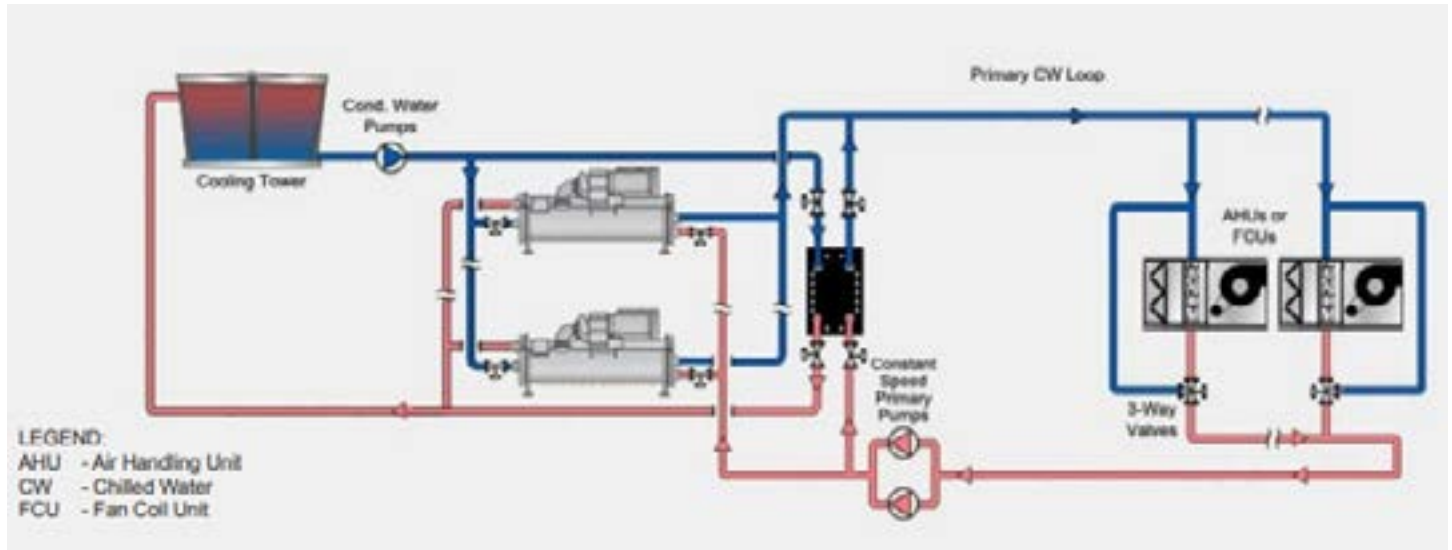 Primary CW Loop
Cond. Water
Pumps
Cooling Tower
AHUs or
FCUs
Constant
Speed
Primary
Pumps
3-Way
Valves
LEGEND:
AHU - Air Handling Unit
CW - Chilled Water
FCU - Fan Coil Unit